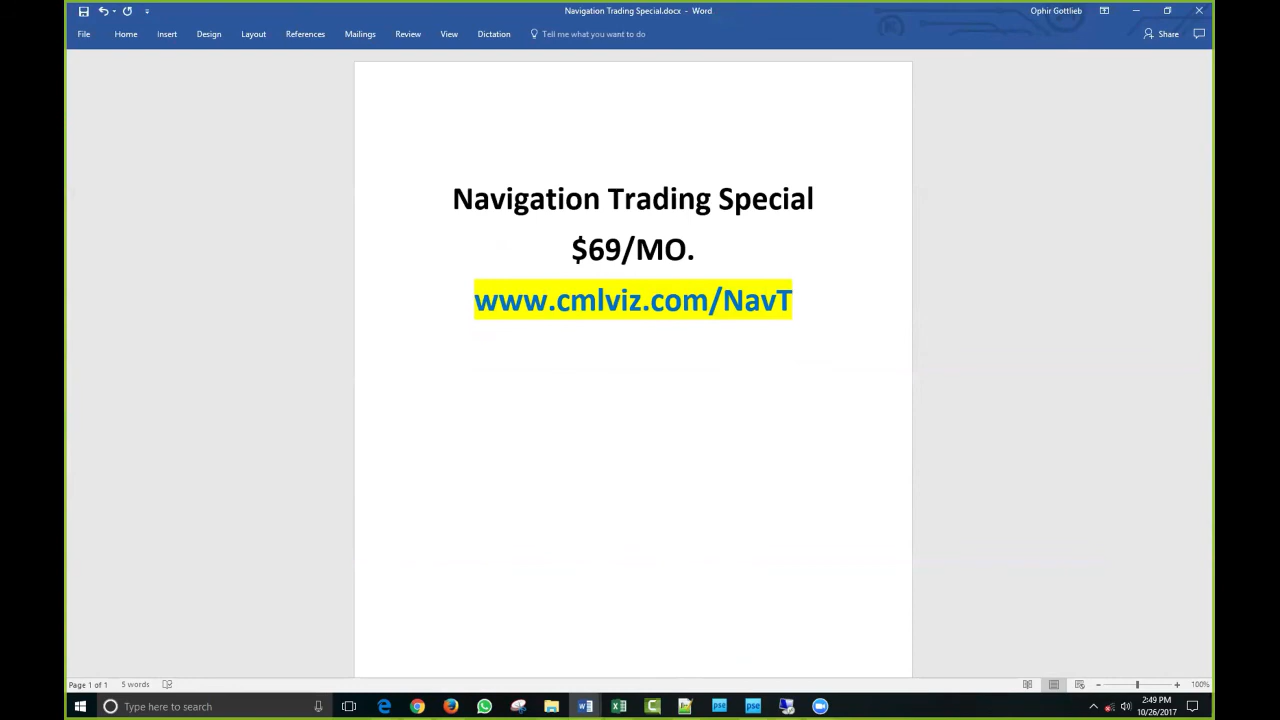 Navigation Trading Special.docx - Word
Ophir Gottlieb
File Home Insert Design Layout References Mailings Review View Dictation Tell me what you want to do Share
Navigation Trading Special
$69/MO.
www.cmlviz.com/NavT
Page 1 of 1 5 words 100%
Type here to search
2:49 PM
10/26/2017